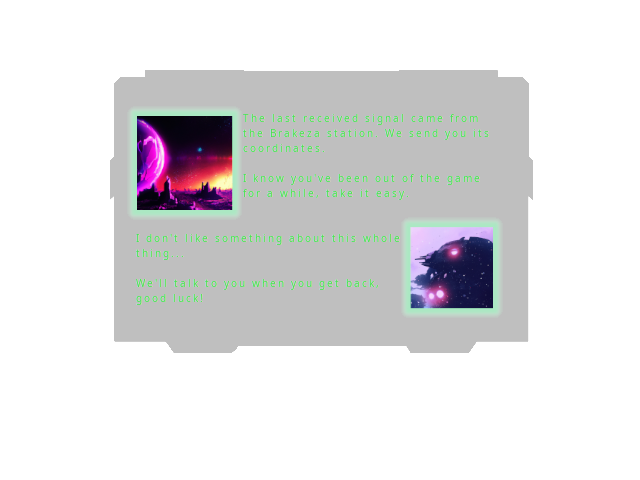 The last received signal came from
the Brakeza station. We send you its
coordinates
I know you've been out of the game
for a while, take it easy
I don't like something about this whole
thing...
We'll talk to you when you get back
good luck!